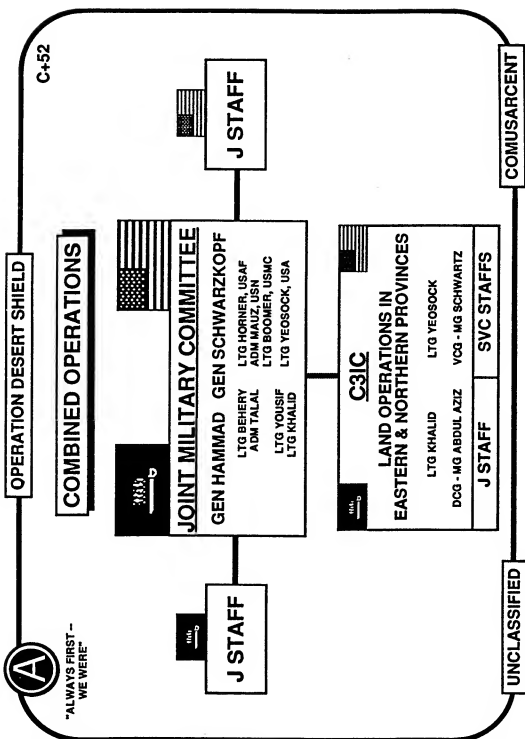 OPERATION DESERT SHIELD
C+52
A
"ALWAYS FIRST –
WE WERE"
COMBINED OPERATIONS
J STAFF
JOINT MILITARY COMMITTEE
GEN HAMMAD GEN SCHWARZKOPF
LTG BEHERY LTG HORNER, USAF
ADM TALAL ADM MAUZ, USN
LTG BOOMER, USMC
LTG YOUSIF LTG YEOSOCK, USA
LTG KHALID
J STAFF
C3IC
LAND OPERATIONS IN
EASTERN & NORTHERN PROVINCES
LTG KHALID LTG YEOSOCK
DCG - MG ABDUL AZIZ VCG - MG SCHWARTZ
J STAFF SVC STAFFS
UNCLASSIFIED
COMUSARCENT